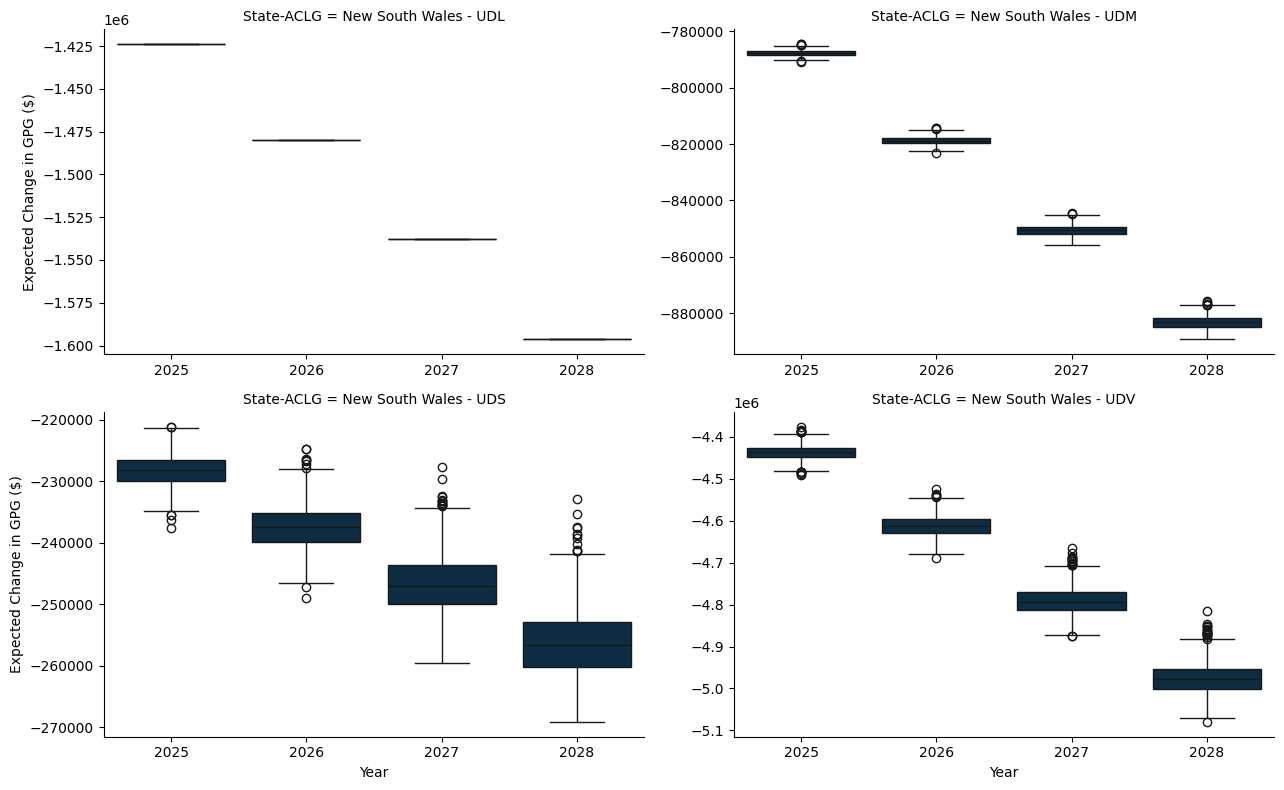 State-ACLG = New South Wales - UDL
1e6
−1.425
−1.450
−1.475
−1.500
−1.525
−1.550
−1.575
−1.600
Expected Change in GPG ($)
2025 2026 2027 2028
State-ACLG = New South Wales - UDM
−780000
−800000
−820000
−840000
−860000
−880000
2025 2026 2027 2028
State-ACLG = New South Wales - UDS
−220000
−230000
−240000
−250000
−260000
−270000
Expected Change in GPG ($)
2025 2026 2027 2028
Year
State-ACLG = New South Wales - UDV
1e6
−4.4
−4.5
−4.6
−4.7
−4.8
−4.9
−5.0
−5.1
2025 2026 2027 2028
Year